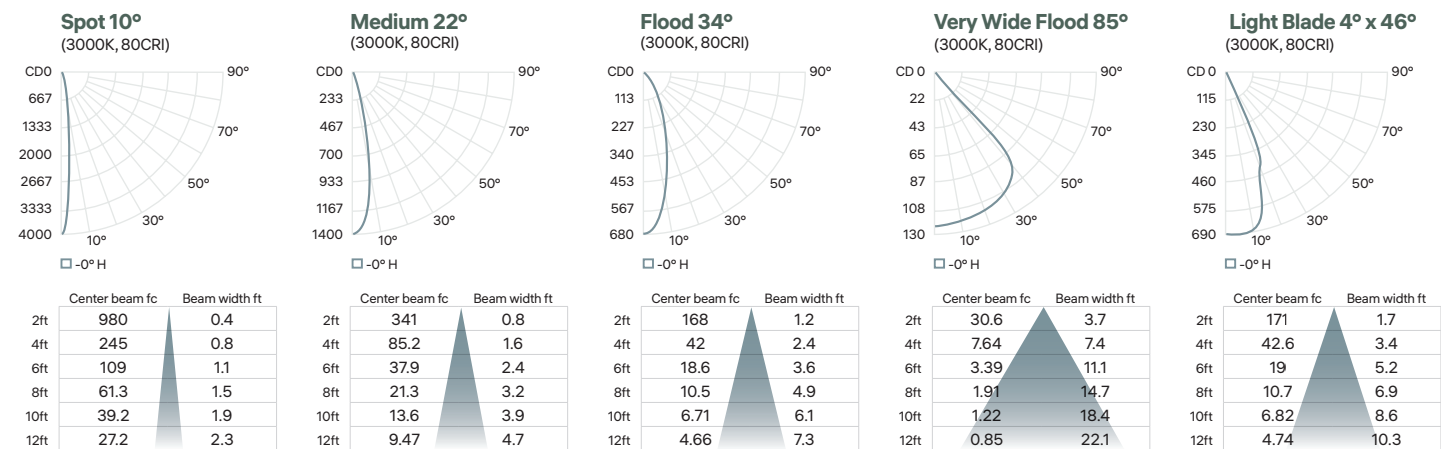 Spot 10°
(3000K, 80CRI)
CD0
667
1333
2000
2667
3333
4000
90°
70°
50°
30°
10°
-0° H
Center beam fc Beam width ft
2ft 980 0.4
4ft 245 0.8
6ft 109 1.1
8ft 61.3 1.5
10ft 39.2 1.9
12ft 27.2 2.3
Medium 22°
(3000K, 80CRI)
CD0
233
467
700
933
1167
1400
90°
70°
50°
30°
10°
-0° H
Center beam fc Beam width ft
2ft 341 0.8
4ft 85.2 1.6
6ft 37.9 2.4
8ft 21.3 3.2
10ft 13.6 3.9
12ft 9.47 4.7
Flood 34°
(3000K, 80CRI)
CD0
113
227
340
453
567
680
90°
70°
50°
30°
10°
-0° H
Center beam fc Beam width ft
2ft 168 1.2
4ft 42 2.4
6ft 18.6 3.6
8ft 10.5 4.9
10ft 6.71 6.1
12ft 4.66 7.3
Very Wide Flood 85°
(3000K, 80CRI)
CD 0
22
43
65
87
108
130
90°
70°
50°
30°
10°
-0° H
Center beam fc Beam width ft
2ft 30.6 3.7
4ft 7.64 7.4
6ft 3.39 11.1
8ft 1.91 14.7
10ft 1.22 18.4
12ft 0.85 22.1
Light Blade 4° x 46°
(3000K, 80CRI)
CD 0
115
230
345
460
575
690
90°
70°
50°
30°
10°
-0° H
Center beam fc Beam width ft
2ft 171 1.7
4ft 42.6 3.4
6ft 19 5.2
8ft 10.7 6.9
10ft 6.82 8.6
12ft 4.74 10.3